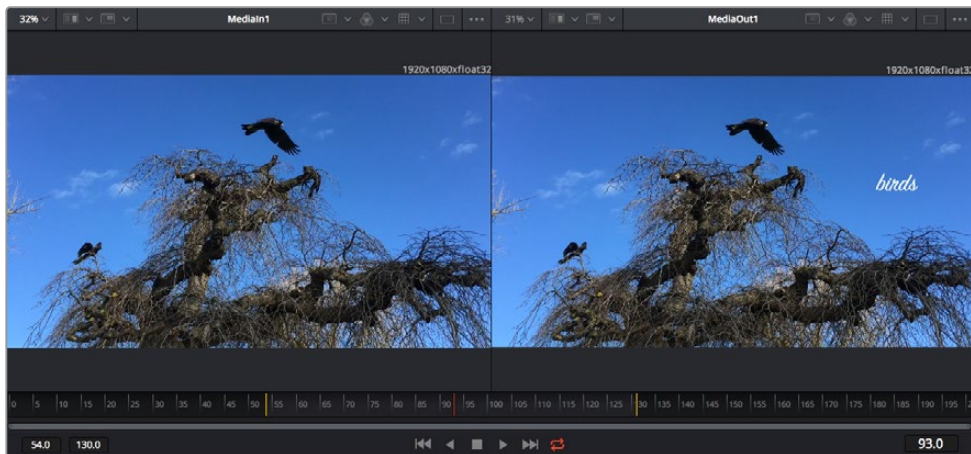 32% MediaIn1
31% MediaOut1
1920x1080xfloat32
1920x1080xfloat32
birds
0 5 10 15 20 25 30 35 40 45 50 55 60 65 70 75 80 85 90 95 100 105 110 115 120 125 130 135 140 145 150 155 160 165 170 175 180 185 190 195
54.0 130.0 93.0